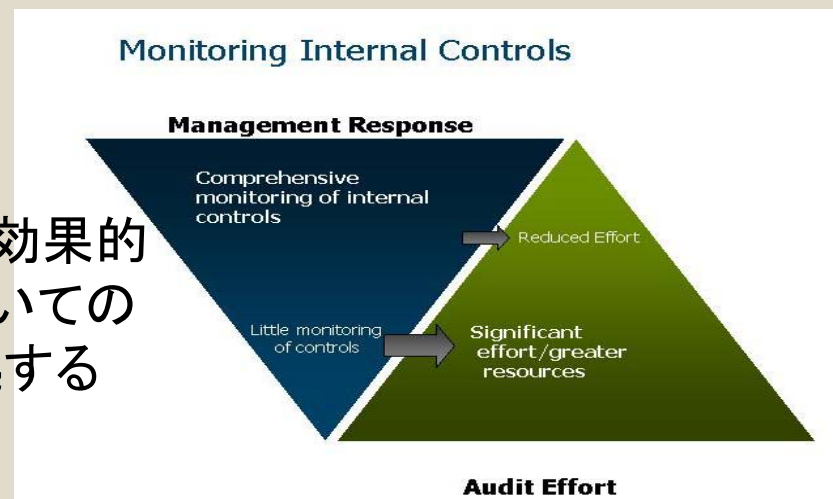 Monitoring Internal Controls
Management Response
Comprehensive
monitoring of internal
controls
Reduced Effort
効果的
いての
する
Little monitoring
of controls
Significant
effort/greater
resources
Audit Effort